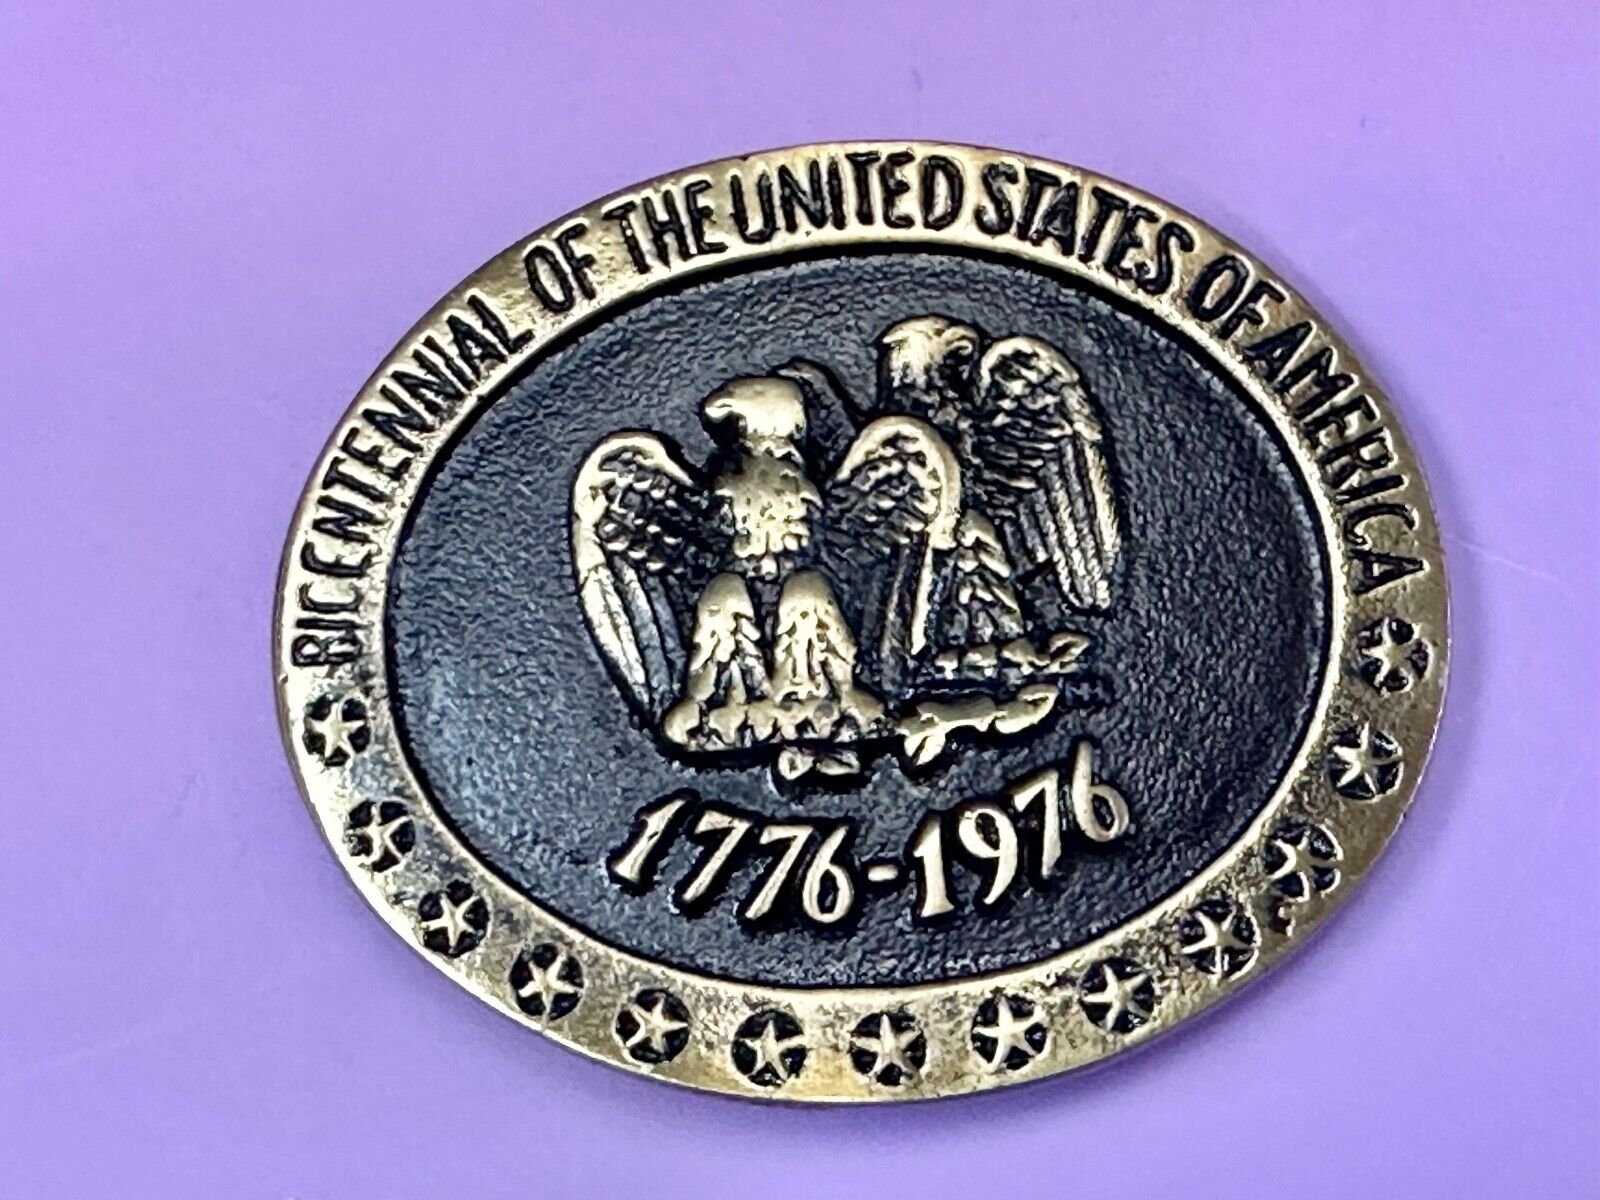 BICENTENNIAL OF THE UNITED STATES OF AMERICA
1776-1976